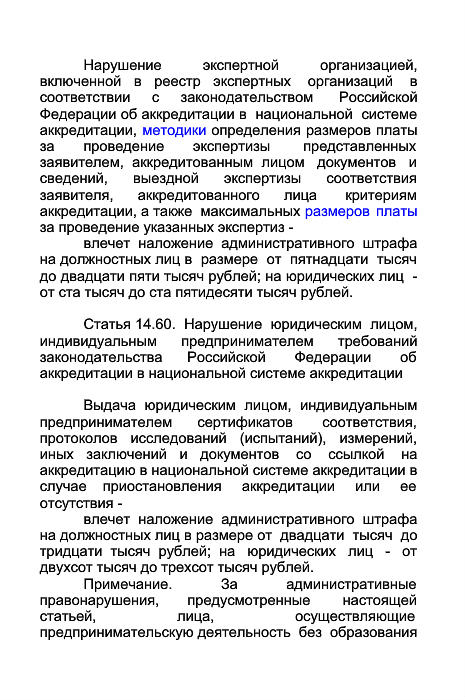 Нарушение экспертной организацией,
включенной в реестр экспертных организаций в
соответствии с законодательством Российской
Федерации об аккредитации в национальной системе
аккредитации, методики определения размеров платы
за проведение экспертизы представленных
заявителем, аккредитованным лицом документов и
сведений, выездной экспертизы соответствия
заявителя, аккредитованного лица критериям
аккредитации, а также максимальных размеров платы
за проведение указанных экспертиз -
влечет наложение административного штрафа
на должностных лиц в размере от пятнадцати тысяч
до двадцати пяти тысяч рублей; на юридических лиц -
от ста тысяч до ста пятидесяти тысяч рублей.
Статья 14.60. Нарушение юридическим лицом,
индивидуальным предпринимателем требований
законодательства Российской Федерации об
аккредитации в национальной системе аккредитации
Выдача юридическим лицом, индивидуальным
предпринимателем сертификатов соответствия,
протоколов исследований (испытаний), измерений,
иных заключений и документов со ссылкой на
аккредитацию в национальной системе аккредитации в
случае приостановления аккредитации или ее
отсутствия -
влечет наложение административного штрафа
на должностных лиц в размере от двадцати тысяч до
тридцати тысяч рублей; на юридических лиц - от
двухсот тысяч до трехсот тысяч рублей.
Примечание. За административные
правонарушения, предусмотренные настоящей
статьей, лица, осуществляющие
предпринимательскую деятельность без образования